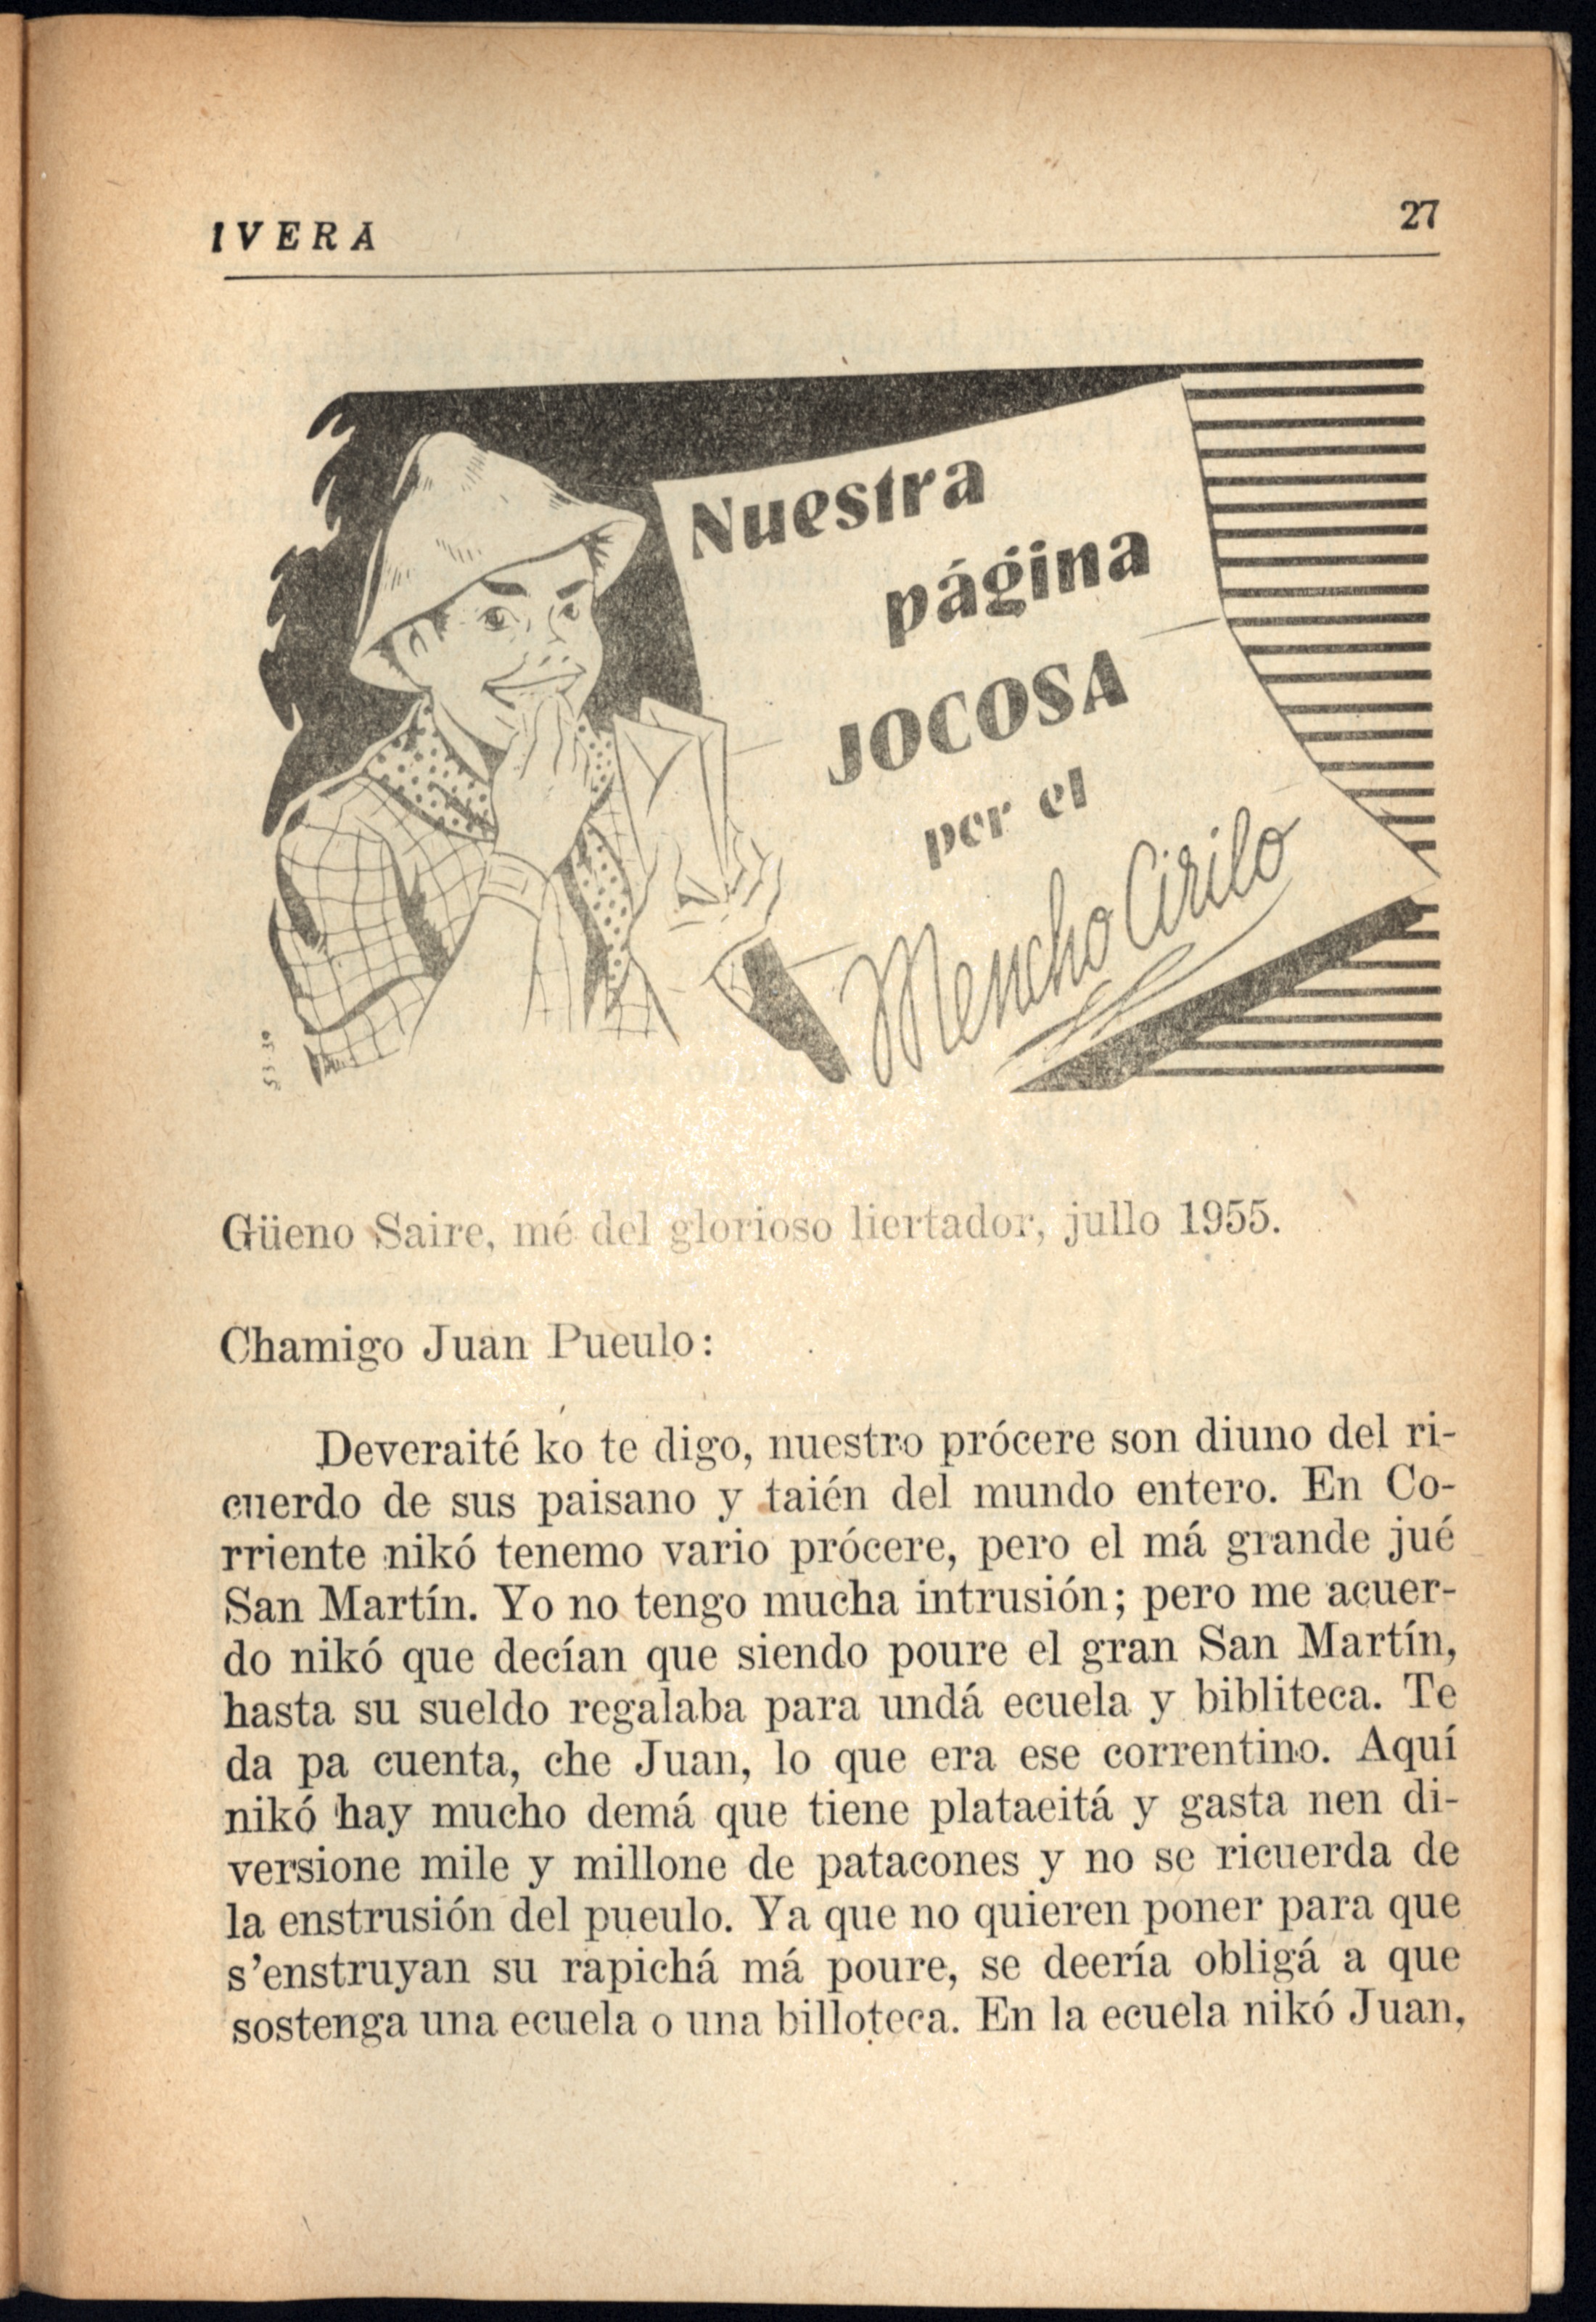 IVERA
27
Nuestra
página
JOCOSA
por el
Mencho Cirilo
Güeno Saire, mé del glorioso liertador, jullo 1955.
Chamigo Juan Pueulo:
Deveraité ko te digo, nuestro prócere son diuno del ri-
cuerdo de sus paisano y taién del mundo entero. En Co-
rriente nikó tenemo vario prócere, pero el má grande jué
San Martín. Yo no tengo mucha intrusión; pero me acuer-
do nikó que decían que siendo poure el gran San Martín,
hasta su sueldo regalaba para undá ecuela y bibliteca. Te
da pa cuenta, che Juan, lo que era ese correntino. Aquí
nikó hay mucho demá que tiene plataeitá y gasta nen di-
versione mile y millone de patacones y no se ricuerda de
la enstrusión del pueulo. Ya que no quieren poner para que
s'enstruyan su rapichá má poure, se deería obligá a que
sostenga una ecuela o una billoteca. En la ecuela nikó Juan,